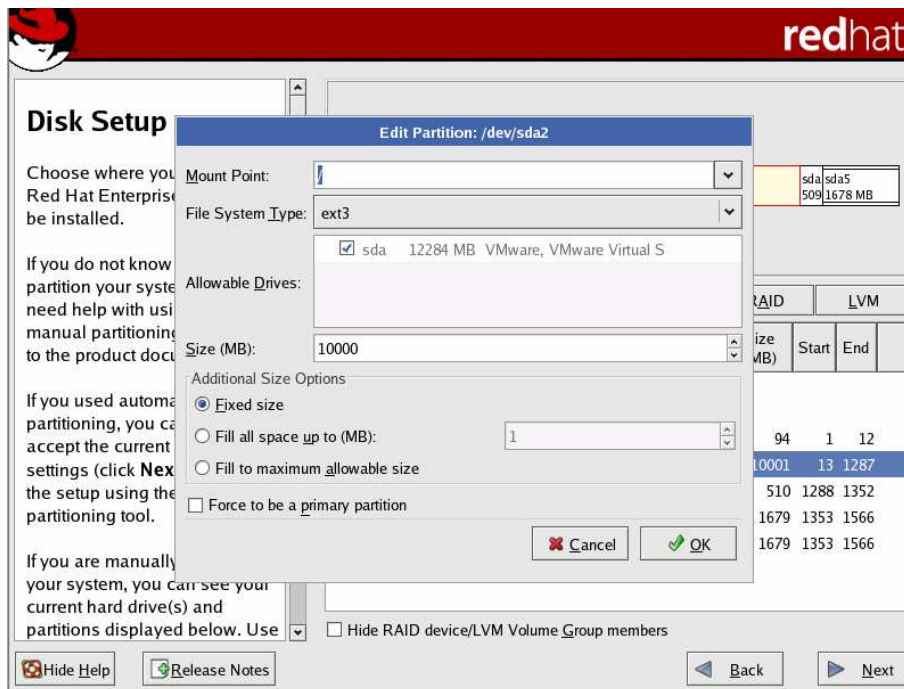 redhat
Disk Setup
Choose where you
Red Hat Enterprise
be installed.
If you do not know
partition your syste
need help with usi
manual partitioning
to the product docu
If you used automa
partitioning, you ca
accept the current
settings (click Nex
the setup using the
partitioning tool.
If you are manually
your system, you can see your
current hard drive(s) and
partitions displayed below. Use
Edit Partition: /dev/sda2
Mount Point: /
File System Type: ext3
Allowable Drives:
sda 12284 MB VMware, VMware Virtual S
Size (MB): 10000
Additional Size Options
Fixed size
Fill all space up to (MB): 1
Fill to maximum allowable size
Force to be a primary partition
Cancel OK
sda sda5
509 1678 MB
RAID LVM
ize
MB) Start End
94 1 12
10001 13 1287
510 1288 1352
1679 1353 1566
1679 1353 1566
Hide RAID device/LVM Volume Group members
Hide Help Release Notes Back Next